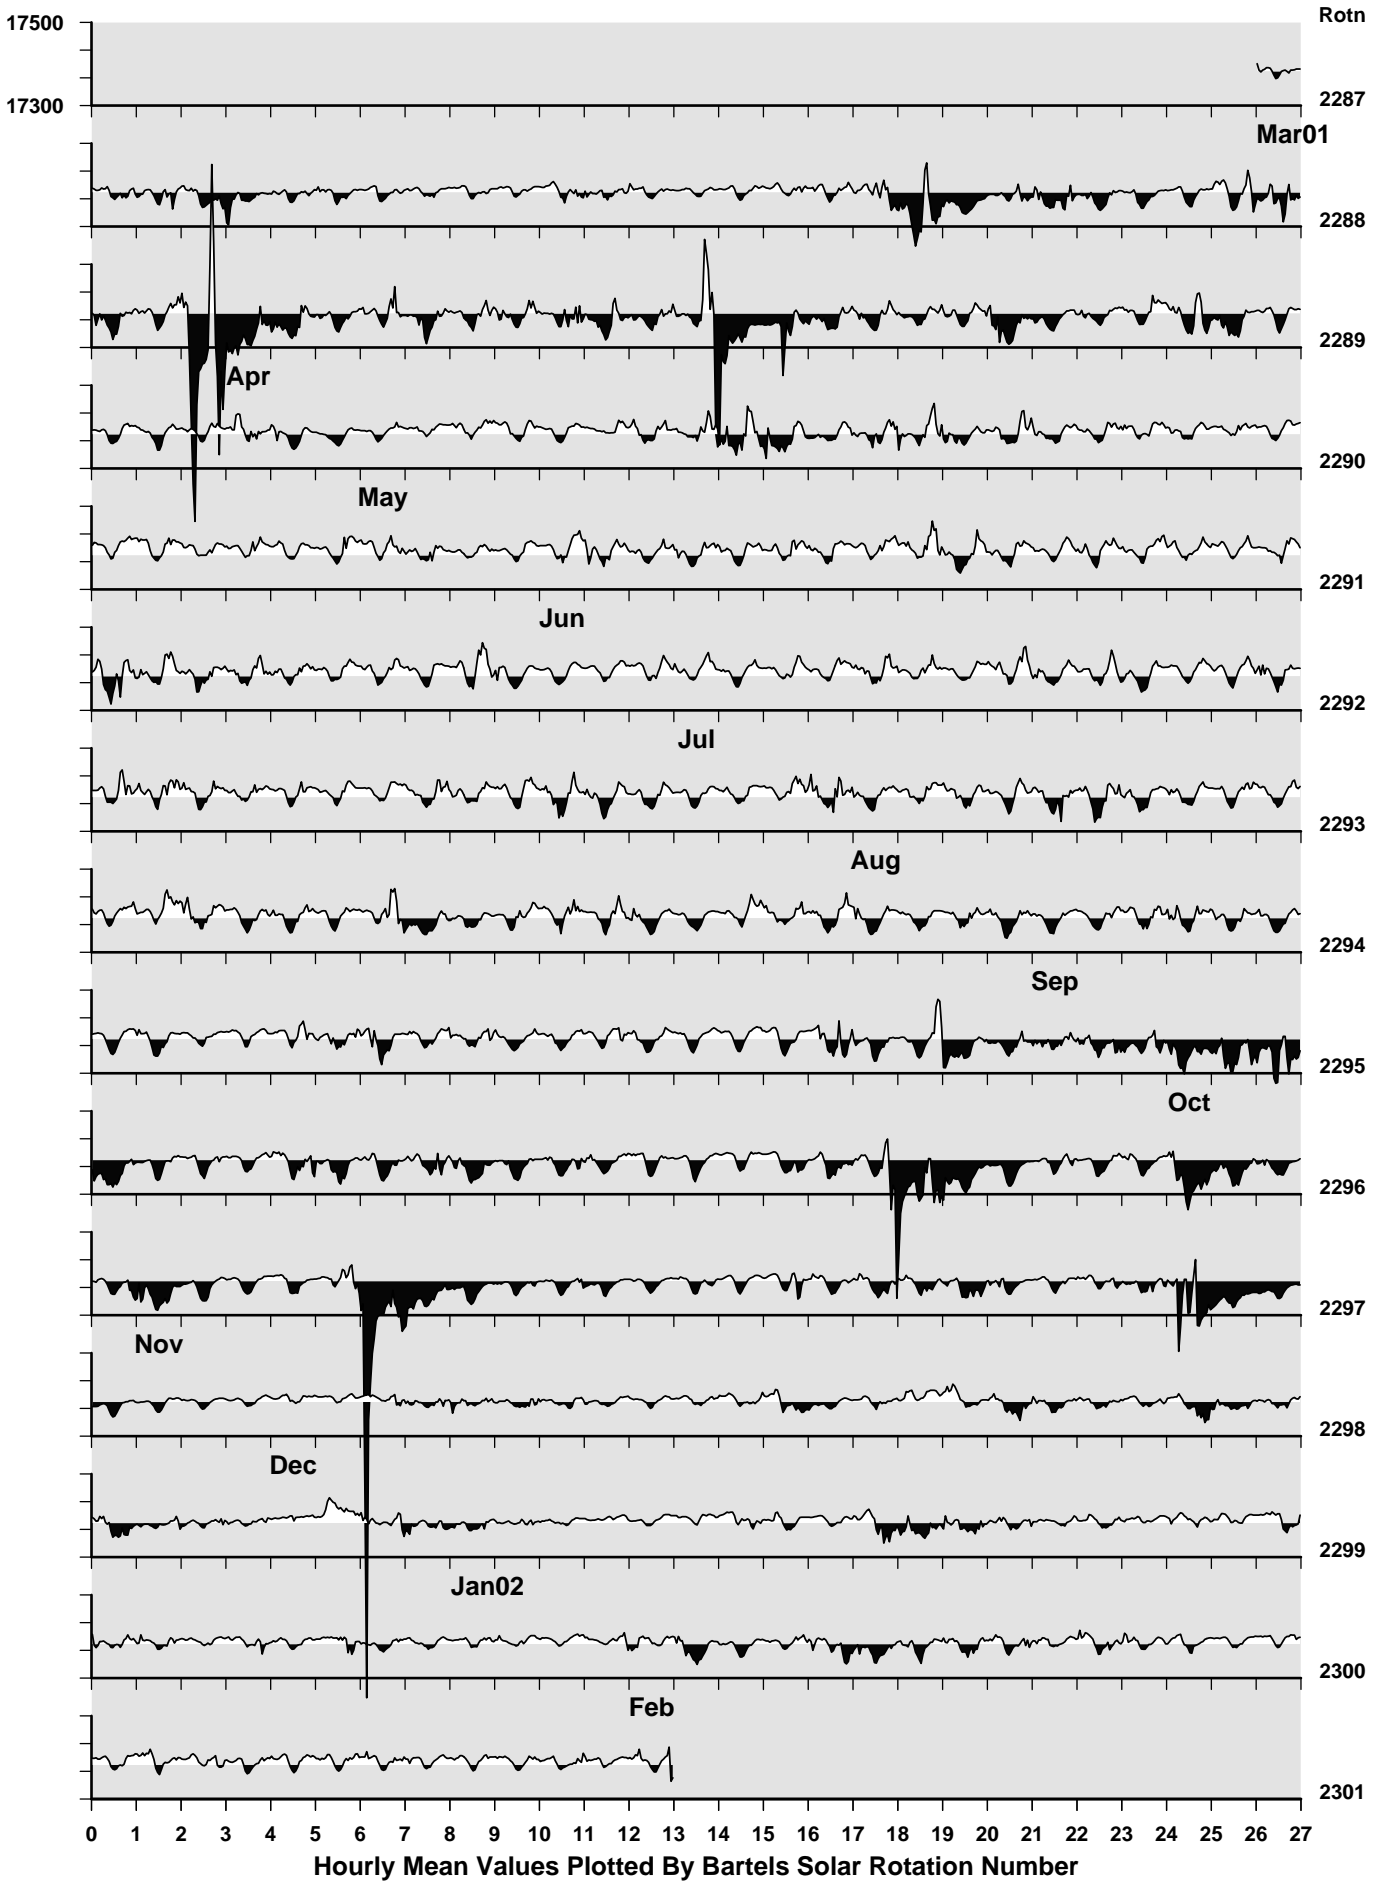 17500 Rotn
17300 2287
Mar01
2288
2289
Apr
2290
May
2291
Jun
2292
Jul
2293
Aug
2294
Sep
2295
Oct
2296
2297
Nov
2298
Dec
2299
Jan02
2300
Feb
2301
0 1 2 3 4 5 6 7 8 9 10 11 12 13 14 15 16 17 18 19 20 21 22 23 24 25 26 27
Hourly Mean Values Plotted By Bartels Solar Rotation Number